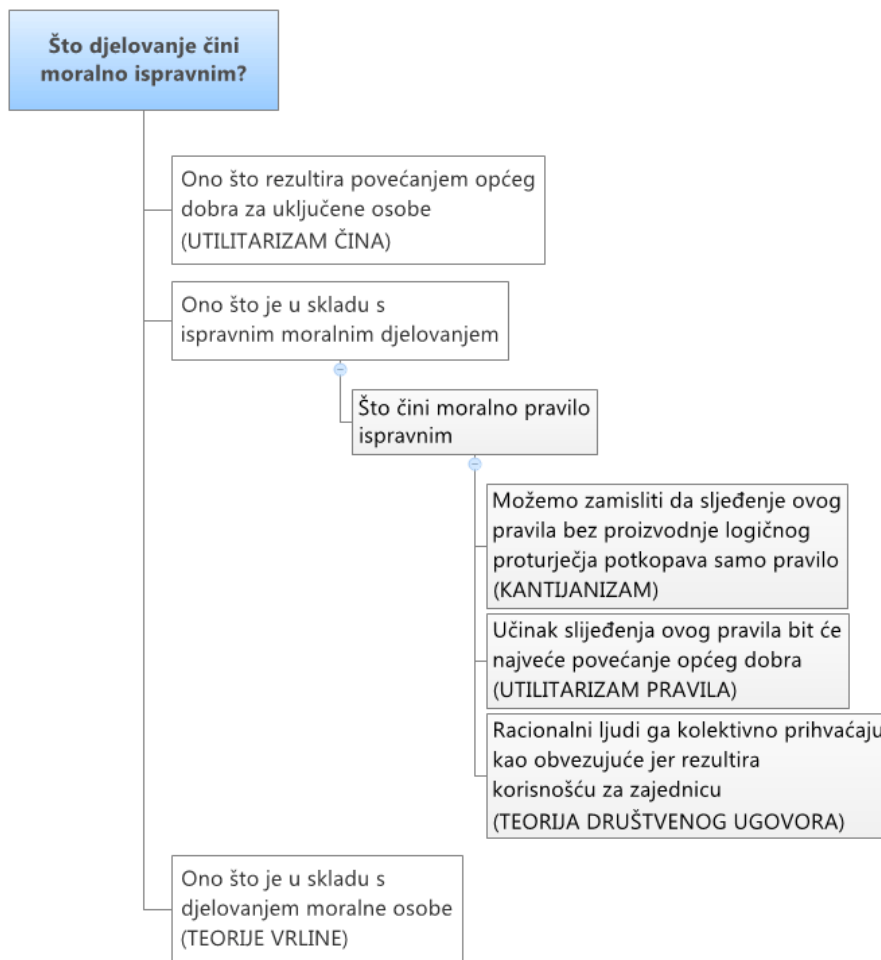 Što djelovanje čini
moralno ispravnim?
Ono što rezultira povećanjem općeg
dobra za uključene osobe
(UTILITARIZAM ČINA)
Ono što je u skladu s
ispravnim moralnim djelovanjem
Što čini moralno pravilo
ispravnim
Možemo zamisliti da sljeđenje ovog
pravila bez proizvodnje logičnog
proturječja potkopava samo pravilo
(KANTIJANIZAM)
Učinak slijeđenja ovog pravila bit će
najveće povećanje općeg dobra
(UTILITARIZAM PRAVILA)
Racionalni ljudi ga kolektivno prihvaćaju
kao obvezujuće jer rezultira
korisnošću za zajednicu
(TEORIJA DRUŠTVENOG UGOVORA)
Ono što je u skladu s
djelovanjem moralne osobe
(TEORIJE VRLINE)